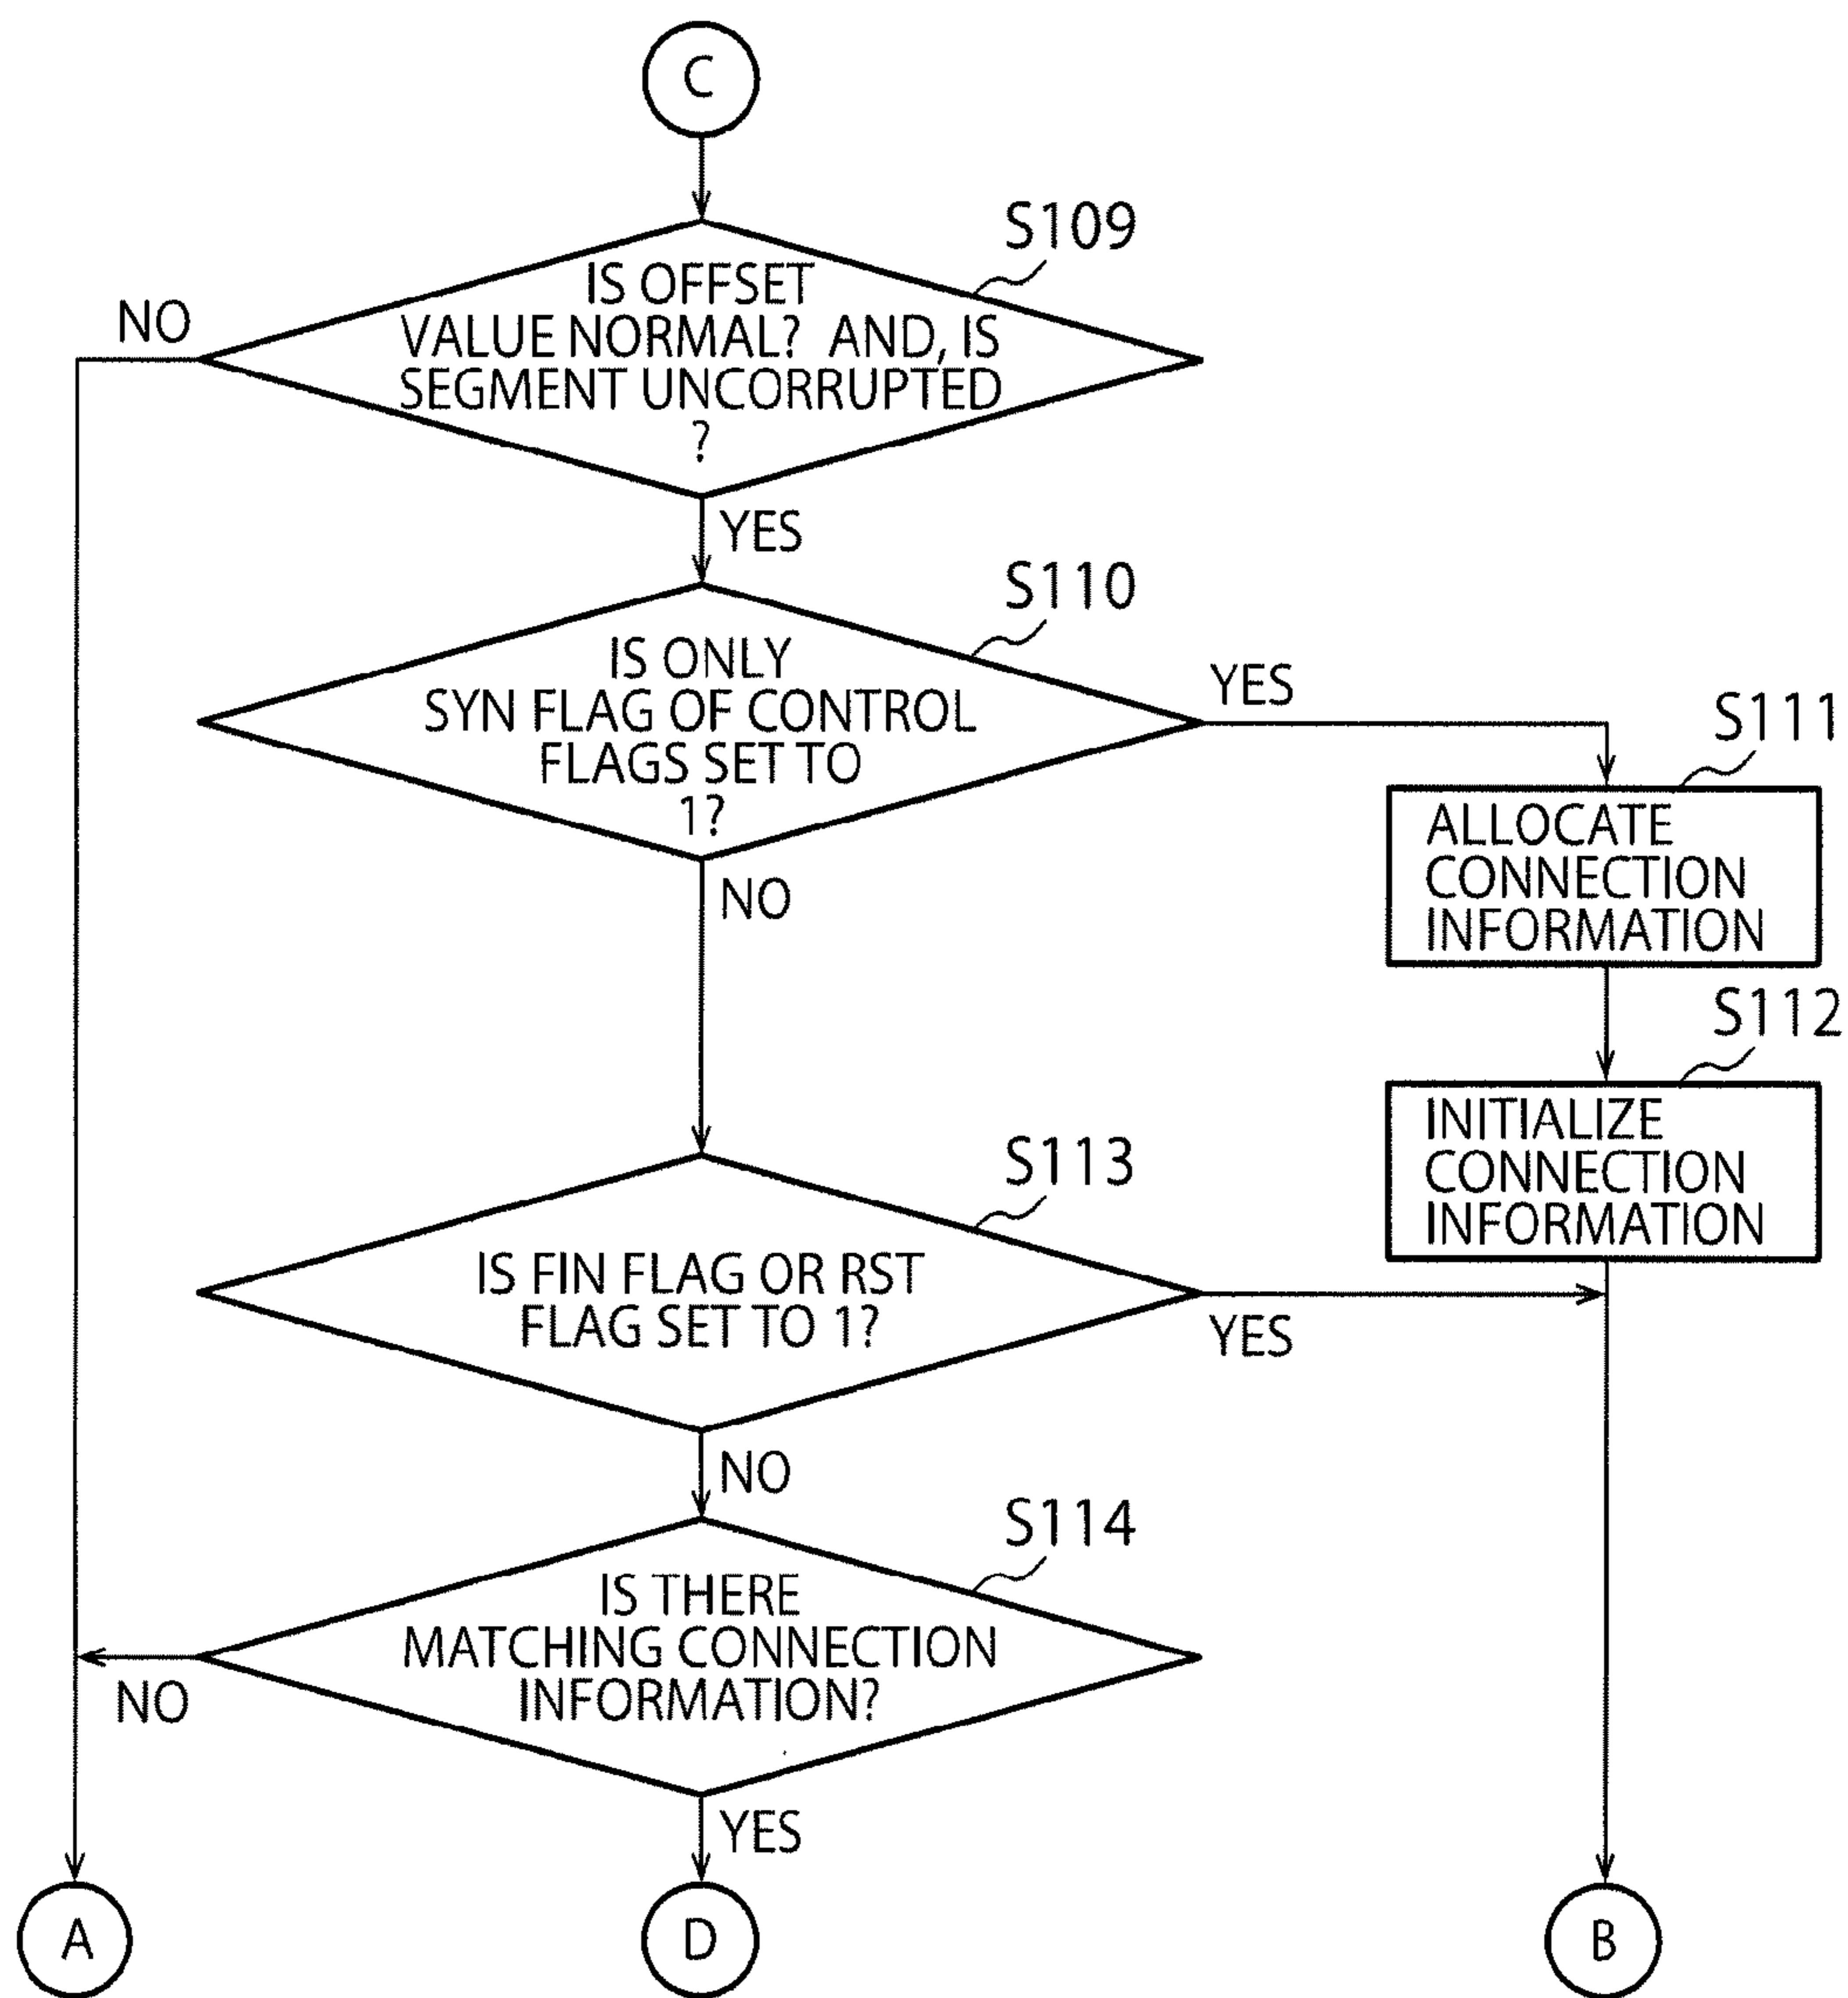 C
S109
IS OFFSET
VALUE NORMAL? AND, IS
SEGMENT UNCORRUPTED
?
NO
YES
S110
IS ONLY
SYN FLAG OF CONTROL
FLAGS SET TO
1?
YES
NO
S111
ALLOCATE
CONNECTION
INFORMATION
S112
INITIALIZE
CONNECTION
INFORMATION
S113
IS FIN FLAG OR RST
FLAG SET TO 1?
YES
NO
S114
IS THERE
MATCHING CONNECTION
INFORMATION?
NO
YES
A
D
B